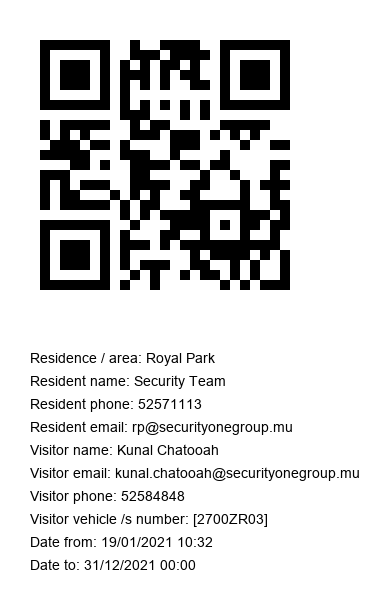 GvaWXl9zBxjlxab
Residence / area: Royal Park
Resident name: Security Team
Resident phone: 52571113
Resident email: rp@securityonegroup.mu
Visitor name: Kunal Chatooah
Visitor email: kunal.chatooah@securityonegroup.mu
Visitor phone: 52584848
Visitor vehicle /s number: [2700ZR03]
Date from: 19/01/2021 10:32
Date to: 31/12/2021 00:00